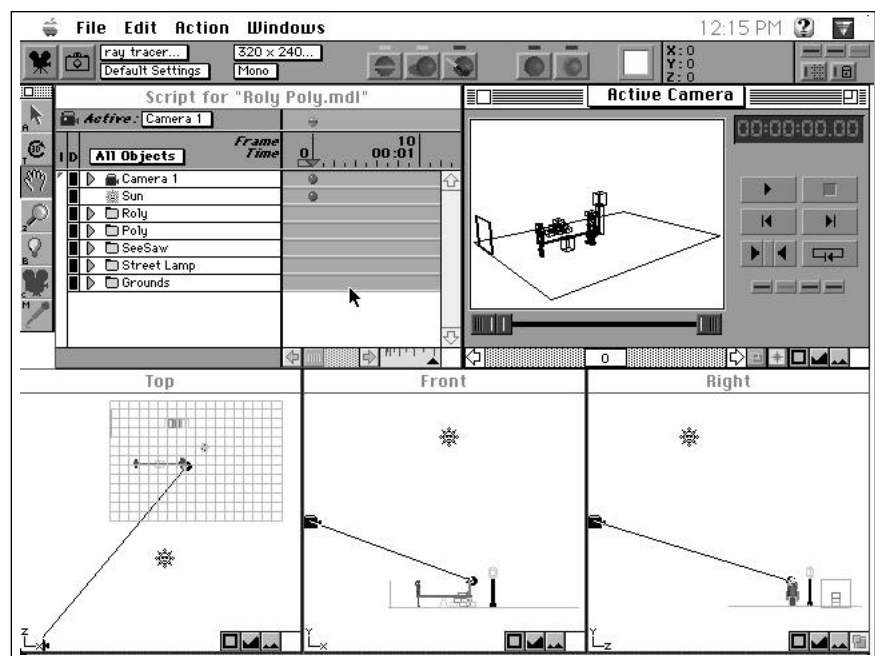 File Edit Action Windows 12:15 PM ?
ray tracer... 320 × 240... X: 0
Default Settings Mono Y: 0
Z: 0
Script for "Roly Poly.mdl"
Active Camera
Active: Camera 1
00:00:00.00
Frame 10
I D All Objects Time 0 00:01
Camera 1
Sun
Roly
Poly
SeeSaw
Street Lamp
Grounds
A
T
Z
B
C
M
0
Top Front Right
Z X
Y X
Y Z